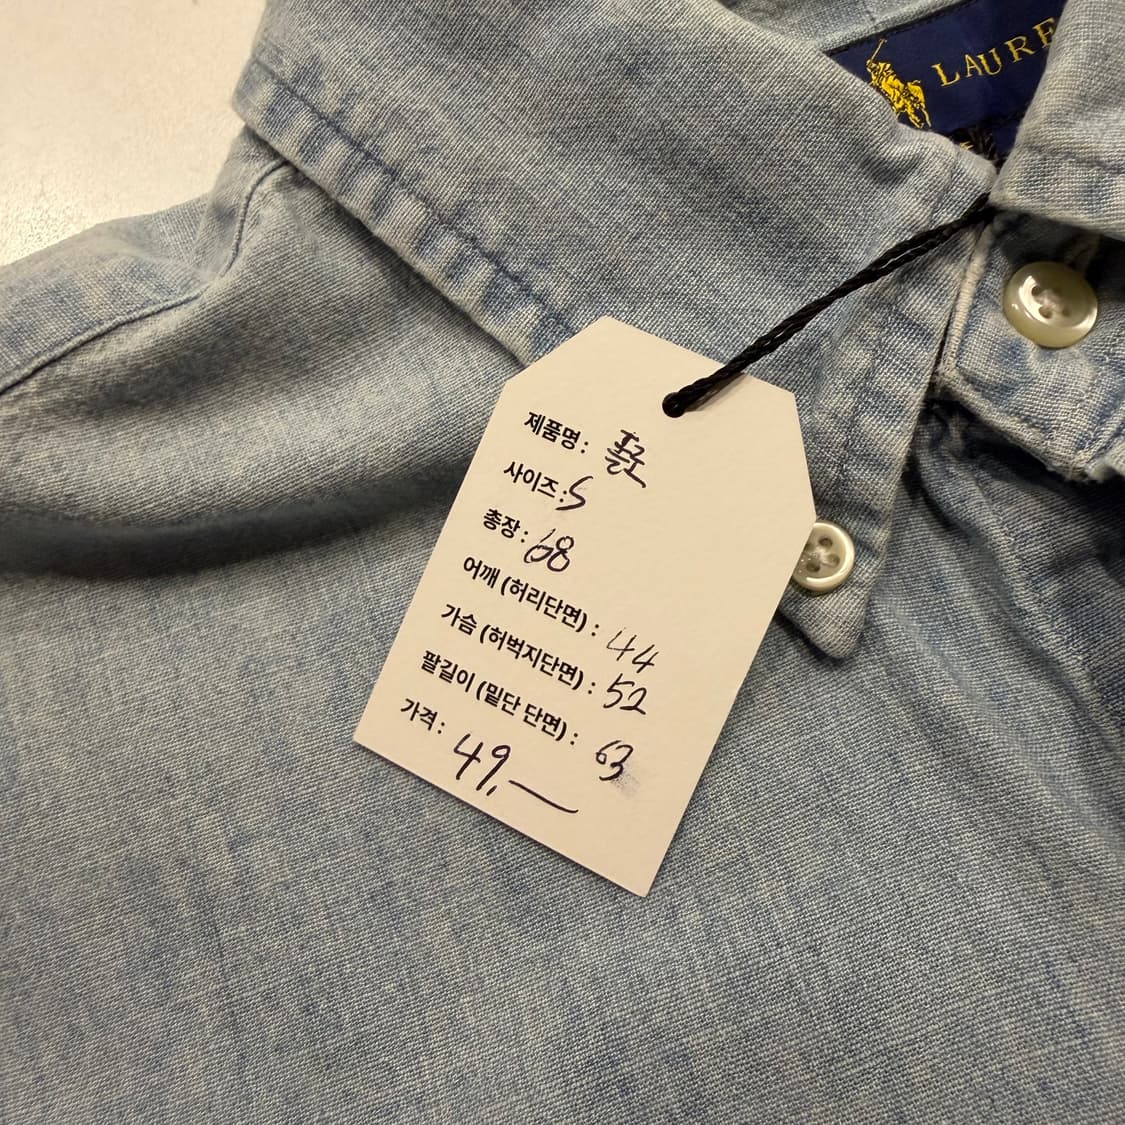 LAURE
제품명: 폴로
사이즈: S
총장: 68
어깨 (허리단면) : 44
가슴 (허벅지단면) : 52
팔길이 (밑단 단면) : 63
가격: 49,—